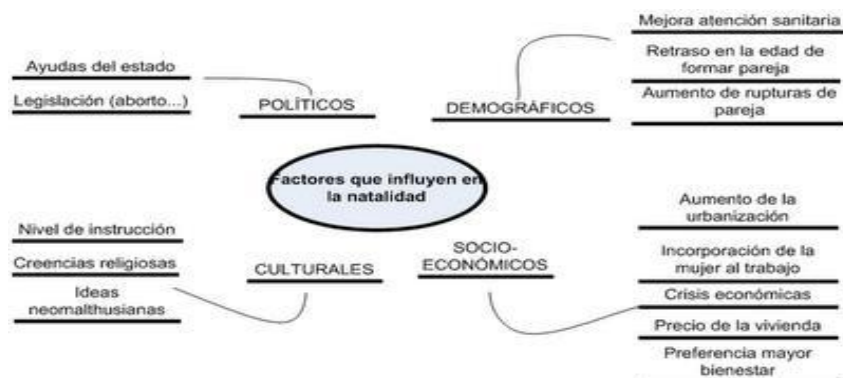 Ayudas del estado
Legislación (aborto...)
POLÍTICOS
DEMOGRÁFICOS
Mejora atención sanitaria
Retraso en la edad de
formar pareja
Aumento de rupturas de
pareja
Factores que influyen en
la natalidad
Nivel de instrucción
Creencias religiosas
Ideas
neomalthusianas
CULTURALES
SOCIO-
ECONÓMICOS
Aumento de la
urbanización
Incorporación de la
mujer al trabajo
Crisis económicas
Precio de la vivienda
Preferencia mayor
bienestar